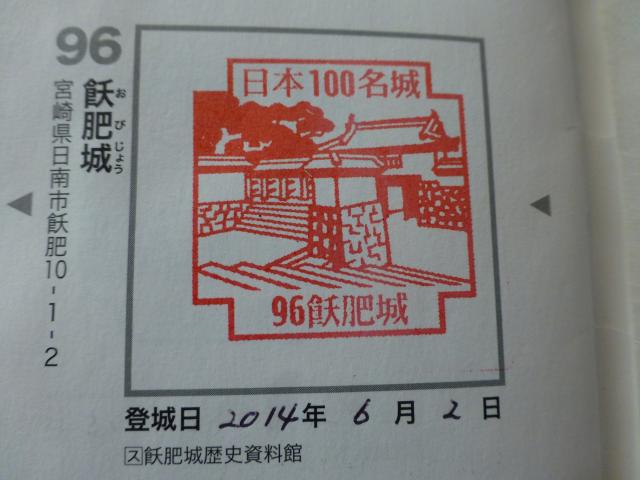 96
飫肥城
おびじょう
宮崎県日南市飫肥10-1-2
日本100名城
96飫肥城
登城日 2014年 6月 2日
ス飫肥城歴史資料館